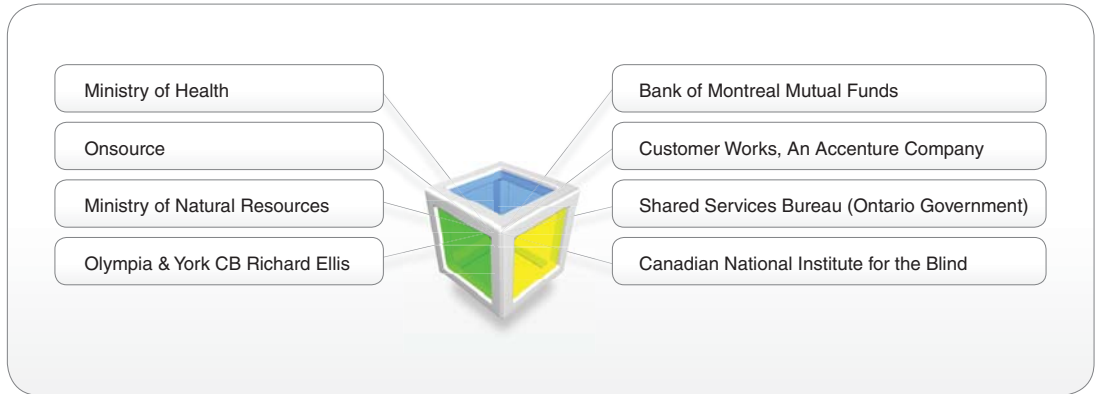 Ministry of Health
Onsource
Ministry of Natural Resources
Olympia & York CB Richard Ellis
Bank of Montreal Mutual Funds
Customer Works, An Accenture Company
Shared Services Bureau (Ontario Government)
Canadian National Institute for the Blind